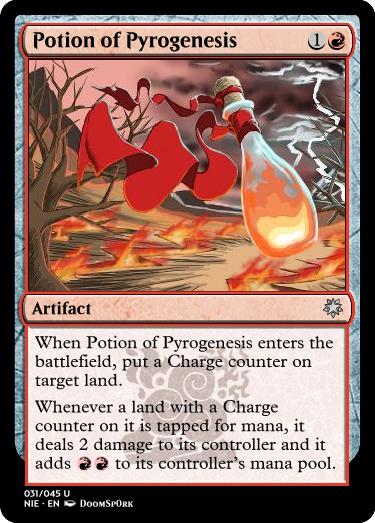 Potion of Pyrogenesis 1
Artifact
When Potion of Pyrogenesis enters the
battlefield, put a Charge counter on
target land.
Whenever a land with a Charge
counter on it is tapped for mana, it
deals 2 damage to its controller and it
adds to its controller's mana pool.
031/045 U
NIE · EN DoomSp0rk